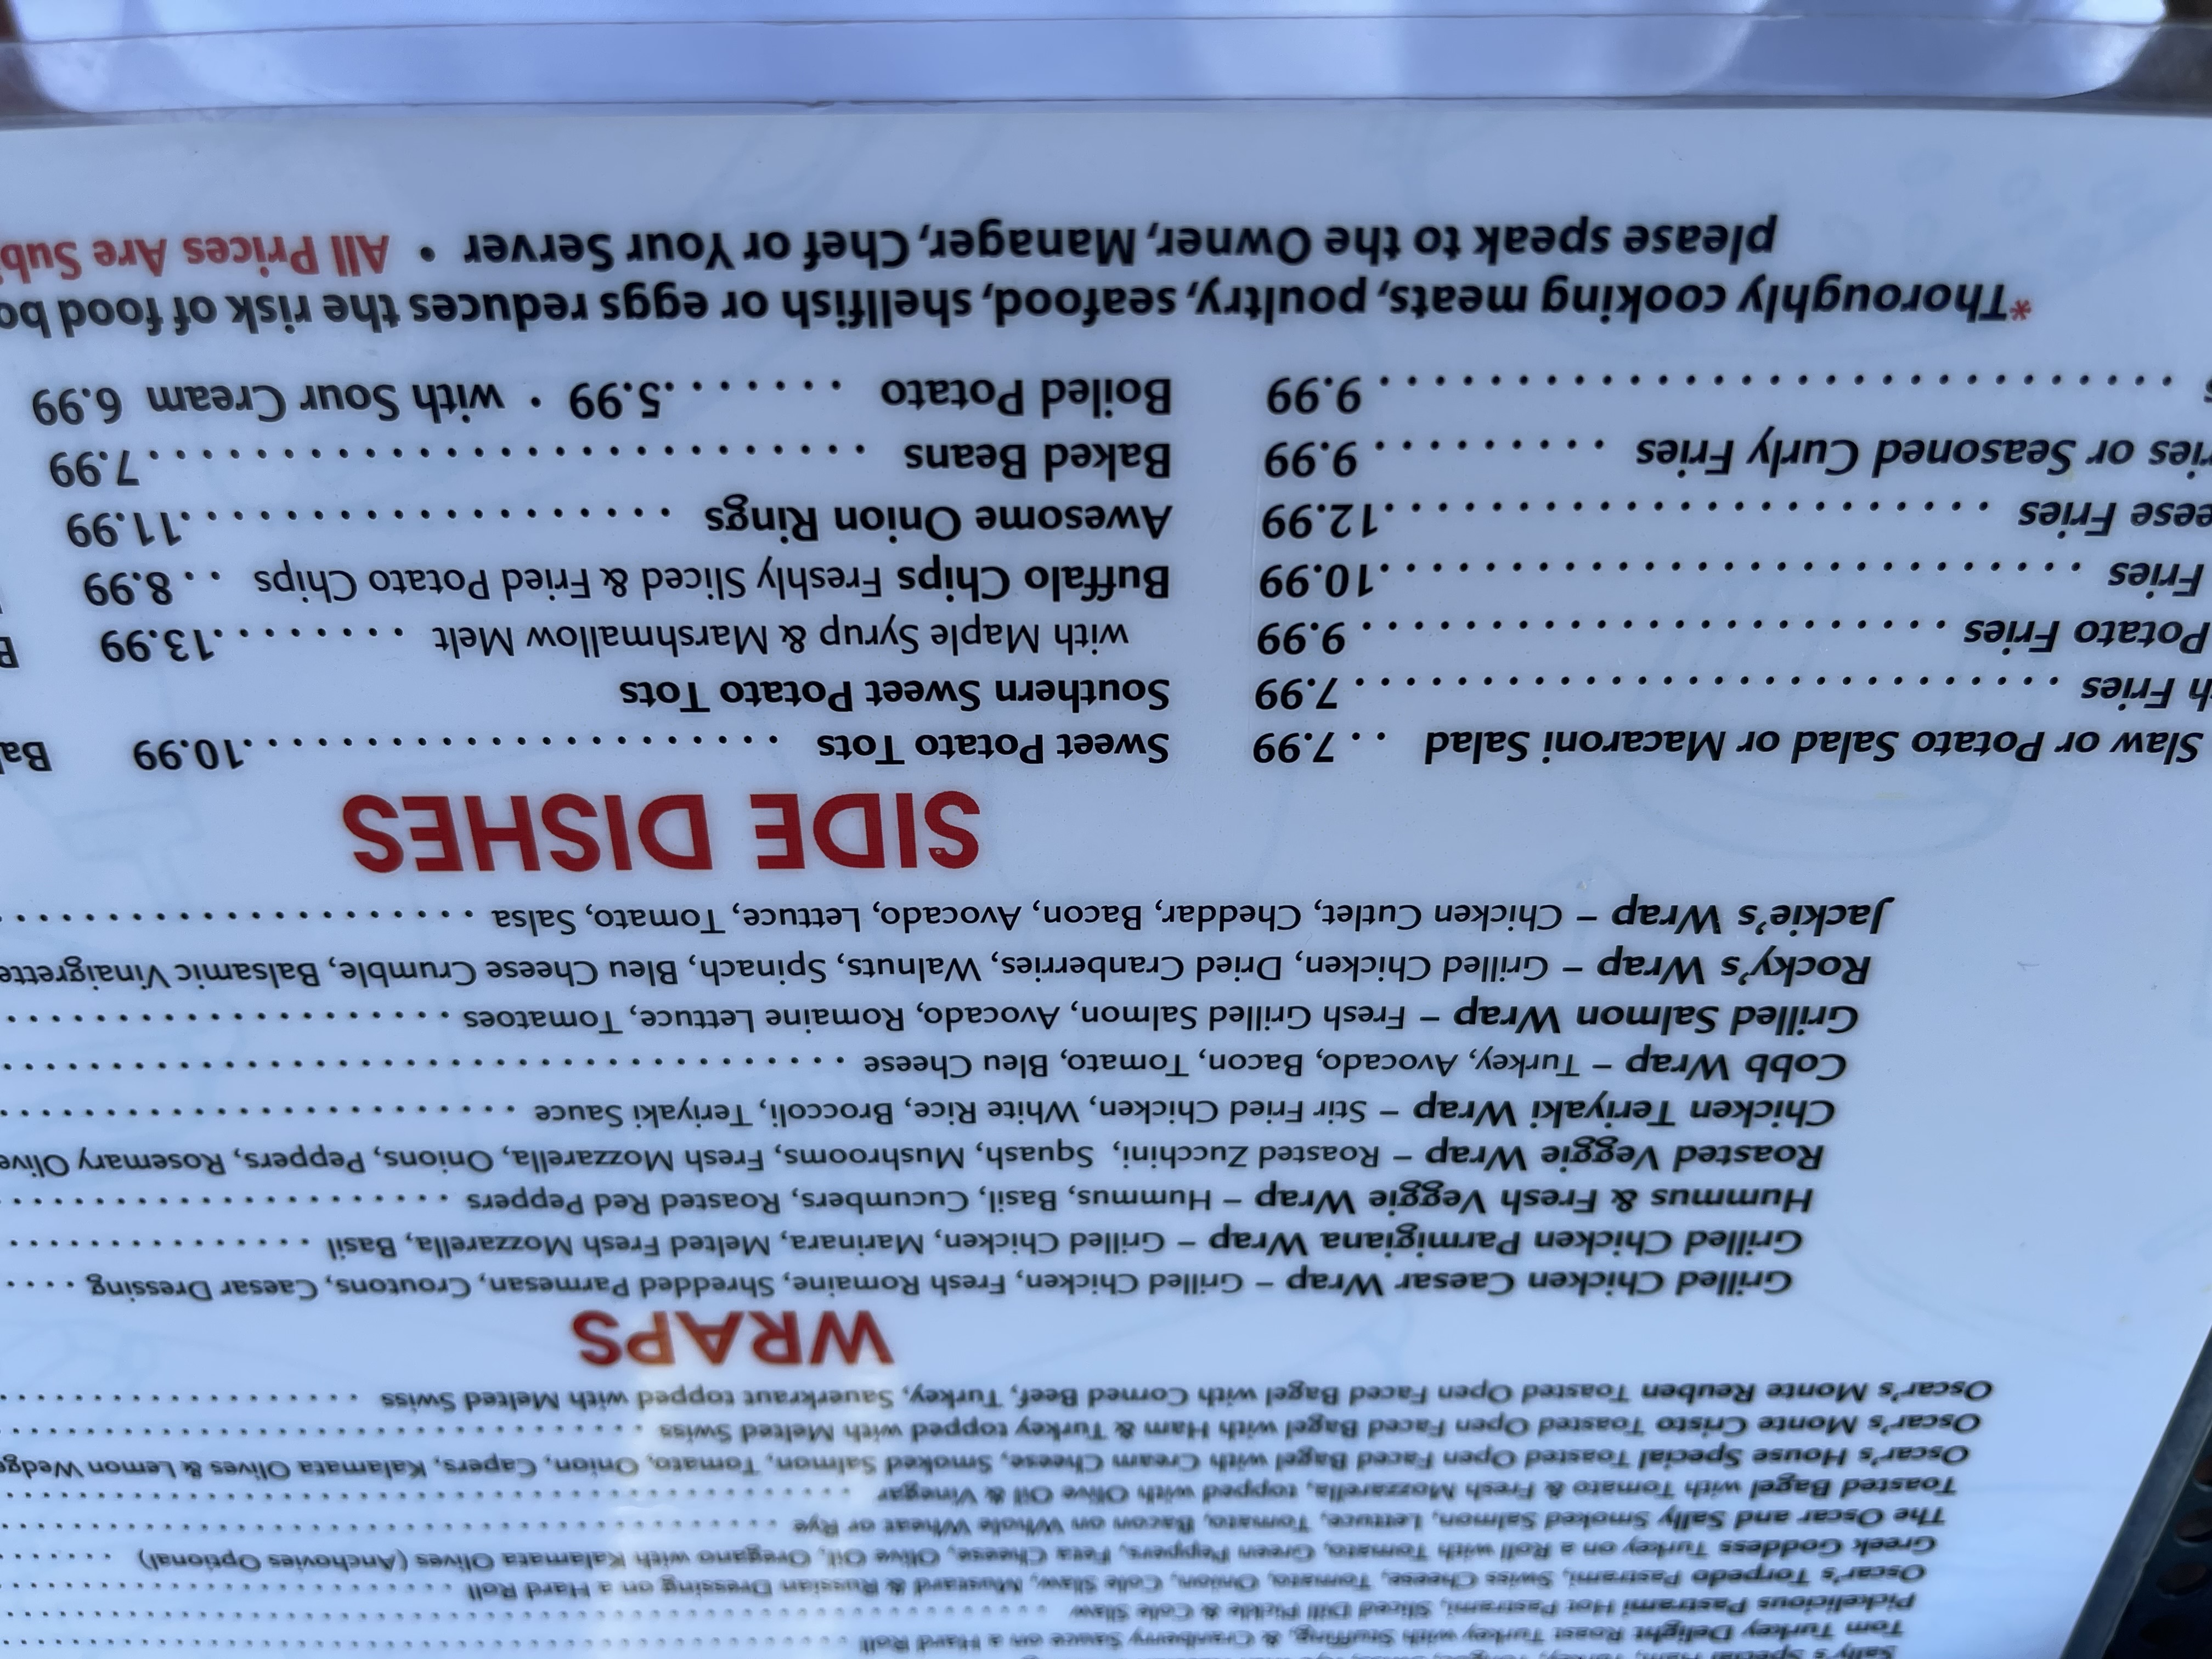 Tom Turkey Delight Roast Turkey with Stuffing, & Cranberry Sauce on a Hard Roll
Pickelicious Pastrami Hot Pastrami, Sliced Dill Pickle & Cole Slaw
Oscar's Torpedo Pastrami, Swiss Cheese, Tomato, Onion, Cole Slaw, Mustard & Russian Dressing on a Hard Roll
Greek Goddess Turkey on a Roll with Tomato, Green Peppers, Feta Cheese, Olive Oil, Oregano with Kalamata Olives (Anchovies Optional)
The Oscar and Sally Smoked Salmon, Lettuce, Tomato, Bacon on Whole Wheat or Rye
Toasted Bagel with Tomato & Fresh Mozzarella, topped with Olive Oil & Vinegar
Oscar's House Special Toasted Open Faced Bagel with Cream Cheese, Smoked Salmon, Tomato, Onion, Capers, Kalamata Olives & Lemon Wedg
Oscar's Monte Cristo Toasted Open Faced Bagel with Ham & Turkey topped with Melted Swiss
Oscar's Monte Reuben Toasted Open Faced Bagel with Corned Beef, Turkey, Sauerkraut topped with Melted Swiss
WRAPS
Grilled Chicken Caesar Wrap – Grilled Chicken, Fresh Romaine, Shredded Parmesan, Croutons, Caesar Dressing
Grilled Chicken Parmigiana Wrap – Grilled Chicken, Marinara, Melted Fresh Mozzarella, Basil
Hummus & Fresh Veggie Wrap – Hummus, Basil, Cucumbers, Roasted Red Peppers
Roasted Veggie Wrap – Roasted Zucchini, Squash, Mushrooms, Fresh Mozzarella, Onions, Peppers, Rosemary Olive
Chicken Teriyaki Wrap – Stir Fried Chicken, White Rice, Broccoli, Teriyaki Sauce
Cobb Wrap – Turkey, Avocado, Bacon, Tomato, Bleu Cheese
Grilled Salmon Wrap – Fresh Grilled Salmon, Avocado, Romaine Lettuce, Tomatoes
Rocky's Wrap – Grilled Chicken, Dried Cranberries, Walnuts, Spinach, Bleu Cheese Crumble, Balsamic Vinaigrette
Jackie's Wrap – Chicken Cutlet, Cheddar, Bacon, Avocado, Lettuce, Tomato, Salsa
SIDE DISHES
Slaw or Potato Salad or Macaroni Salad . . 7.99
h Fries 7.99
Potato Fries 9.99
Fries 10.99
eese Fries 12.99
ries or Seasoned Curly Fries 9.99
s 9.99
Sweet Potato Tots 10.99
Southern Sweet Potato Tots
with Maple Syrup & Marshmallow Melt 13.99
Buffalo Chips Freshly Sliced & Fried Potato Chips . . 8.99
Awesome Onion Rings 11.99
Baked Beans 7.99
Boiled Potato 5.99 • with Sour Cream 6.99
Ba
*Thoroughly cooking meats, poultry, seafood, shellfish or eggs reduces the risk of food bo
please speak to the Owner, Manager, Chef or Your Server • All Prices Are Subj